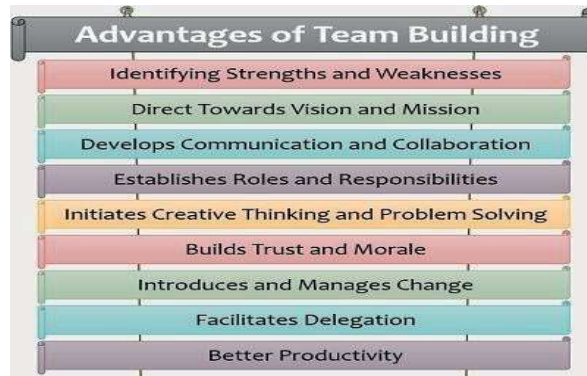 Advantages of Team Building
Identifying Strengths and Weaknesses
Direct Towards Vision and Mission
Develops Communication and Collaboration
Establishes Roles and Responsibilities
Initiates Creative Thinking and Problem Solving
Builds Trust and Morale
Introduces and Manages Change
Facilitates Delegation
Better Productivity